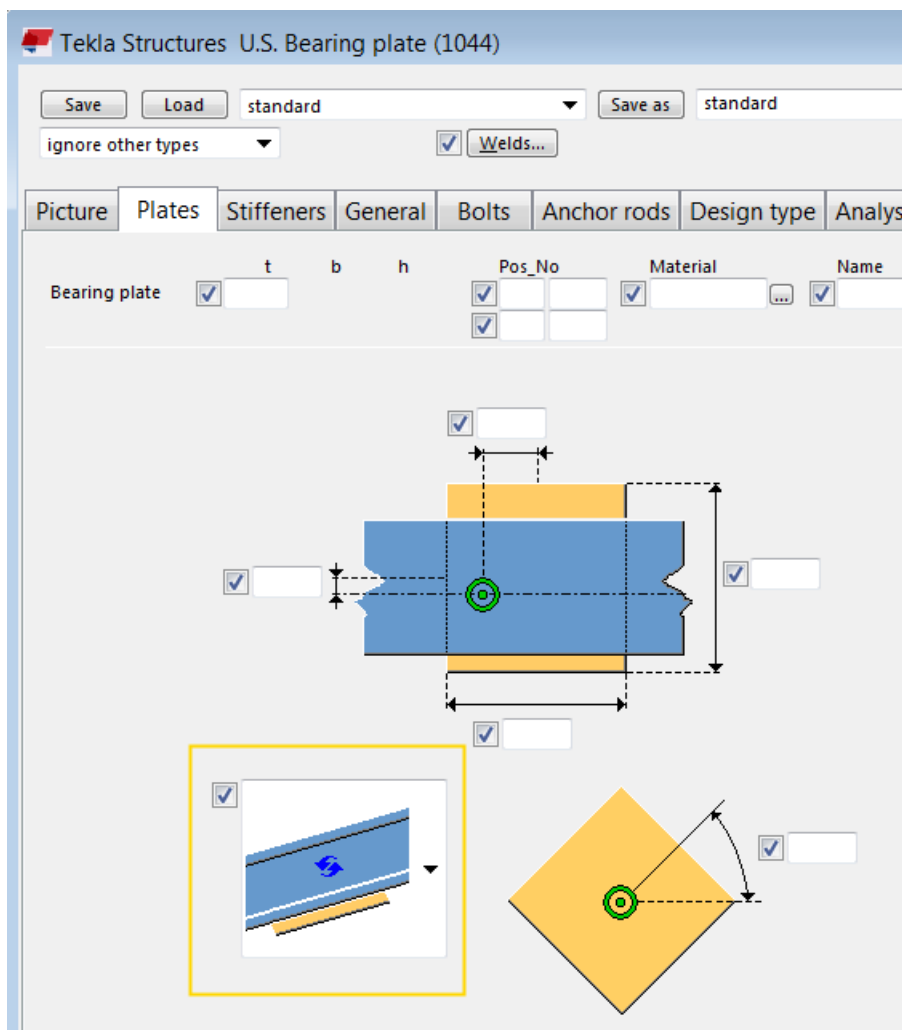 Tekla Structures U.S. Bearing plate (1044)
Save Load standard Save as standard
ignore other types Welds...
Picture Plates Stiffeners General Bolts Anchor rods Design type Analys
t b h Pos_No Material Name
Bearing plate ...